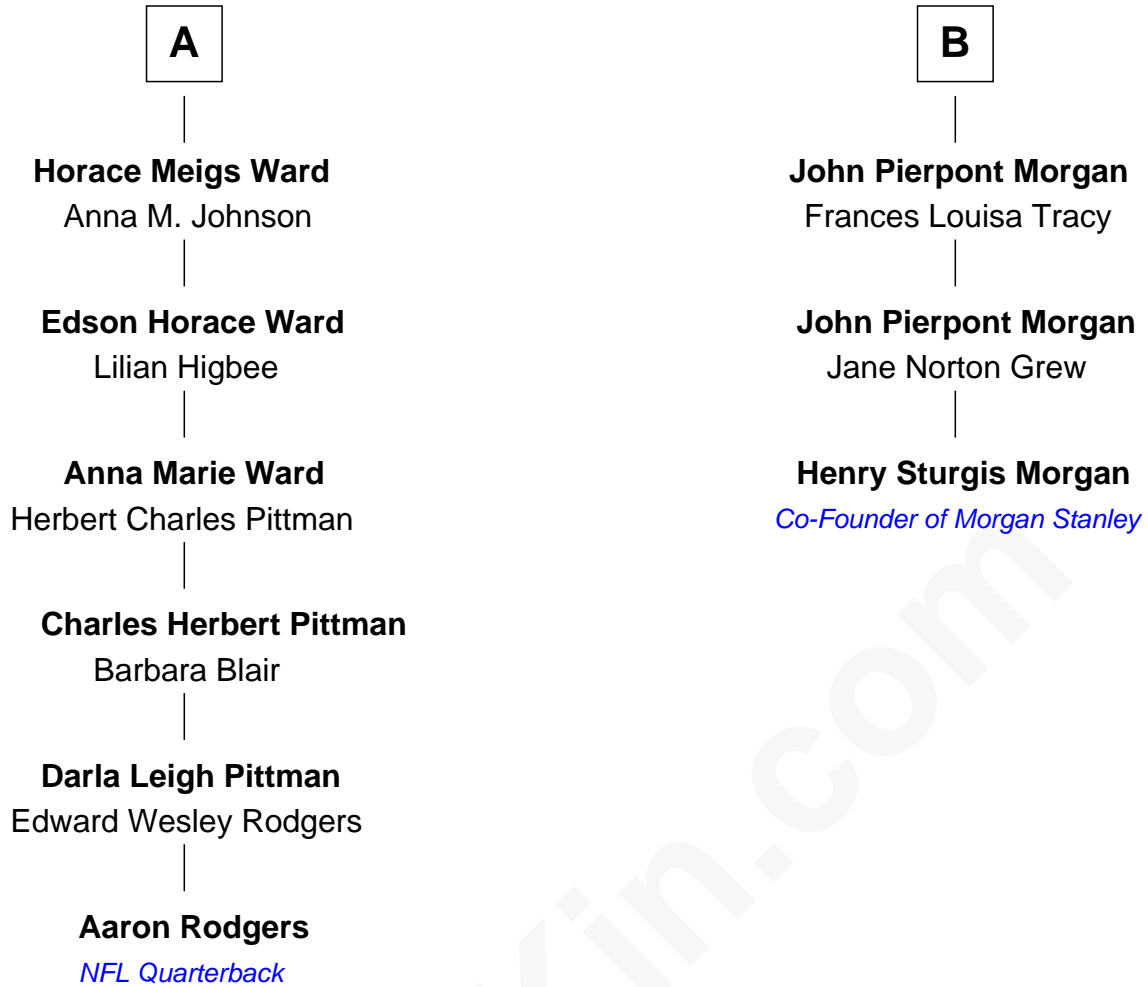 A
Horace Meigs Ward
Anna M. Johnson
Edson Horace Ward
Lilian Higbee
Anna Marie Ward
Herbert Charles Pittman
Charles Herbert Pittman
Barbara Blair
Darla Leigh Pittman
Edward Wesley Rodgers
Aaron Rodgers
NFL Quarterback
B
John Pierpont Morgan
Frances Louisa Tracy
John Pierpont Morgan
Jane Norton Grew
Henry Sturgis Morgan
Co-Founder of Morgan Stanley
Kin.com